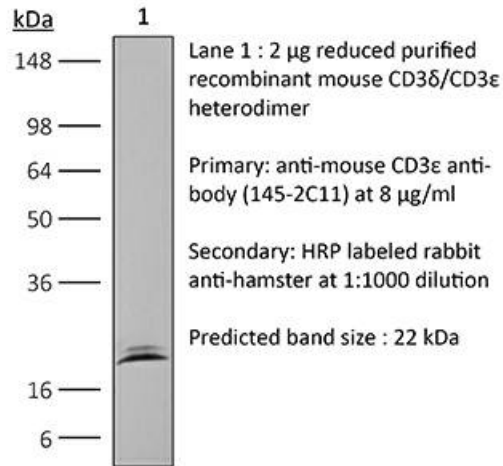 kDa
1
148
98
64
50
36
16
6
Lane 1 : 2 µg reduced purified
recombinant mouse CD3δ/CD3ε
heterodimer
Primary: anti-mouse CD3ε anti-
body (145-2C11) at 8 µg/ml
Secondary: HRP labeled rabbit
anti-hamster at 1:1000 dilution
Predicted band size : 22 kDa